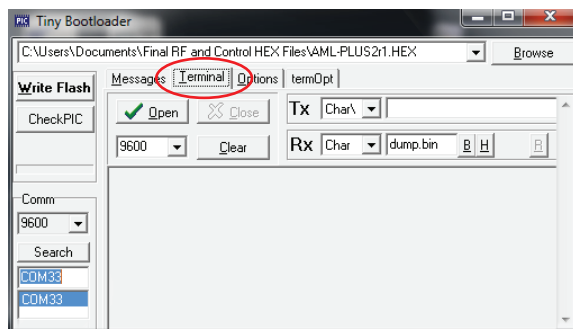 PIC Tiny Bootloader
C:\Users\Documents\Final RF and Control HEX Files\AML-PLUS2r1.HEX Browse
Write Flash Messages Terminal Options termOpt
CheckPIC Open Close Tx Char\
9600 Clear Rx Char dump.bin B H R
Comm
9600
Search
COM33
COM33